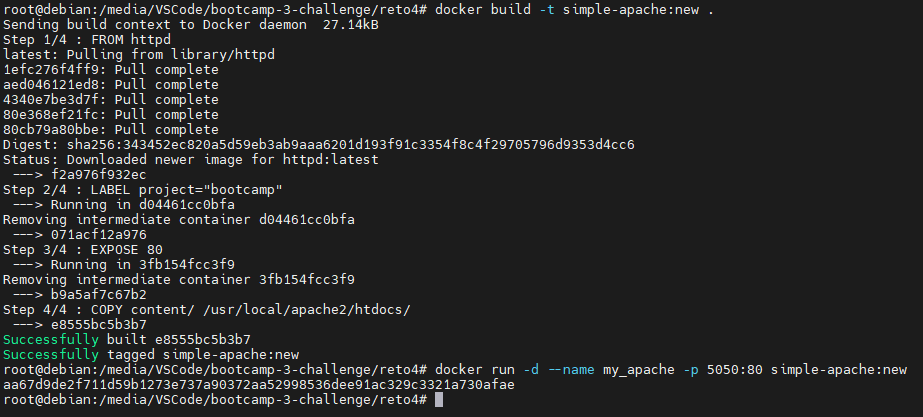 root@debian:/media/VSCode/bootcamp-3-challenge/reto4# docker build -t simple-apache:new .
Sending build context to Docker daemon  27.14kB
Step 1/4 : FROM httpd
latest: Pulling from library/httpd
1efc276f4ff9: Pull complete
aed046121ed8: Pull complete
4340e7be3d7f: Pull complete
80e368ef21fc: Pull complete
80cb79a80bbe: Pull complete
Digest: sha256:343452ec820a5d59eb3ab9aaa6201d193f91c3354f8c4f29705796d9353d4cc6
Status: Downloaded newer image for httpd:latest
 ---> f2a976f932ec
Step 2/4 : LABEL project="bootcamp"
 ---> Running in d04461cc0bfa
Removing intermediate container d04461cc0bfa
 ---> 071acf12a976
Step 3/4 : EXPOSE 80
 ---> Running in 3fb154fcc3f9
Removing intermediate container 3fb154fcc3f9
 ---> b9a5af7c67b2
Step 4/4 : COPY content/ /usr/local/apache2/htdocs/
 ---> e8555bc5b3b7
Successfully built e8555bc5b3b7
Successfully tagged simple-apache:new
root@debian:/media/VSCode/bootcamp-3-challenge/reto4# docker run -d --name my_apache -p 5050:80 simple-apache:new
aa67d9de2f711d59b1273e737a90372aa52998536dee91ac329c3321a730afae
root@debian:/media/VSCode/bootcamp-3-challenge/reto4#